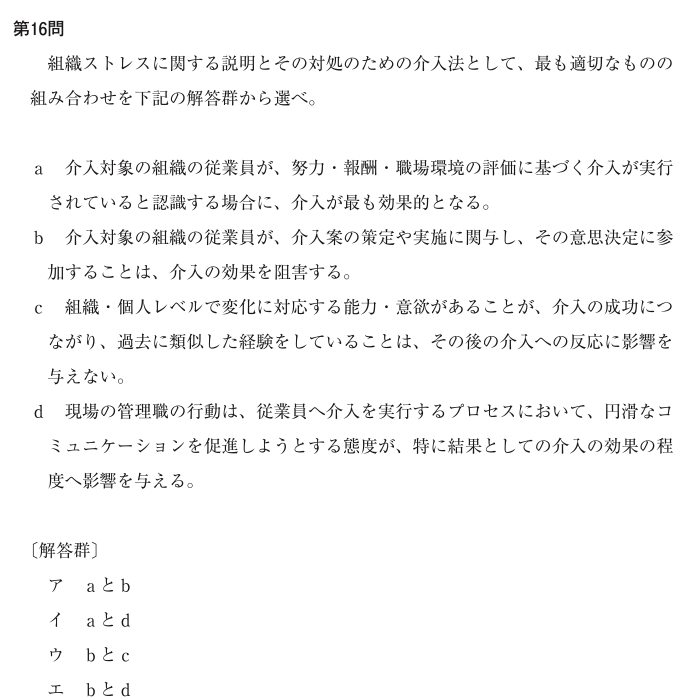 第16問
組織ストレスに関する説明とその対処のための介入法として、最も適切なものの
組み合わせを下記の解答群から選べ。
a 介入対象の組織の従業員が、努力・報酬・職場環境の評価に基づく介入が実行
されていると認識する場合に、介入が最も効果的となる。
b 介入対象の組織の従業員が、介入案の策定や実施に関与し、その意思決定に参
加することは、介入の効果を阻害する。
c 組織・個人レベルで変化に対応する能力・意欲があることが、介入の成功につ
ながり、過去に類似した経験をしていることは、その後の介入への反応に影響を
与えない。
d 現場の管理職の行動は、従業員へ介入を実行するプロセスにおいて、円滑なコ
ミュニケーションを促進しようとする態度が、特に結果としての介入の効果の程
度へ影響を与える。
〔解答群〕
ア aとb
イ aとd
ウ bとc
エ bとd